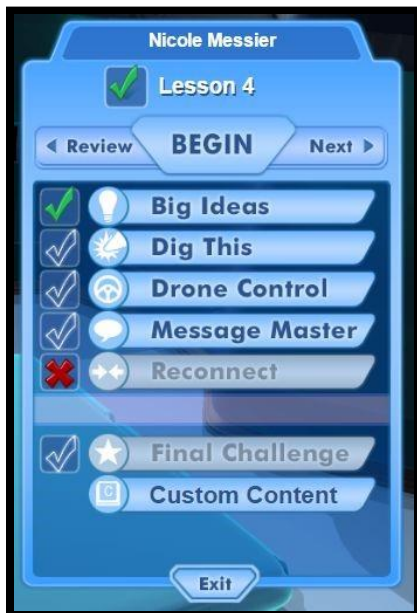 Nicole Messier
Lesson 4
Review BEGIN Next
Big Ideas
Dig This
Drone Control
Message Master
Reconnect
Final Challenge
C Custom Content
Exit